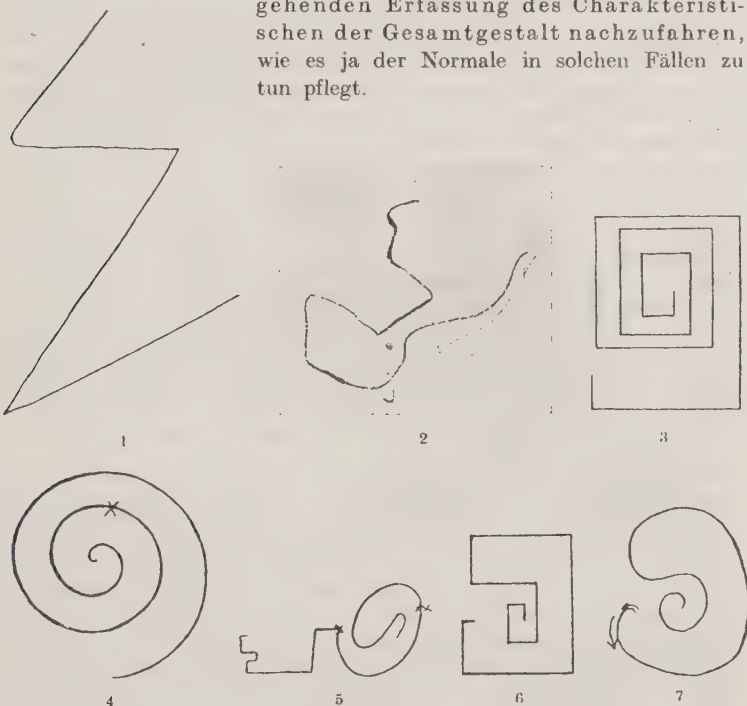 gehenden Erfassung des Charakteristi-
schen der Gesamtgestalt nachzufahren,
wie es ja der Normale in solchen Fällen zu
tun pflegt.
1
2
3
4
5
6
7